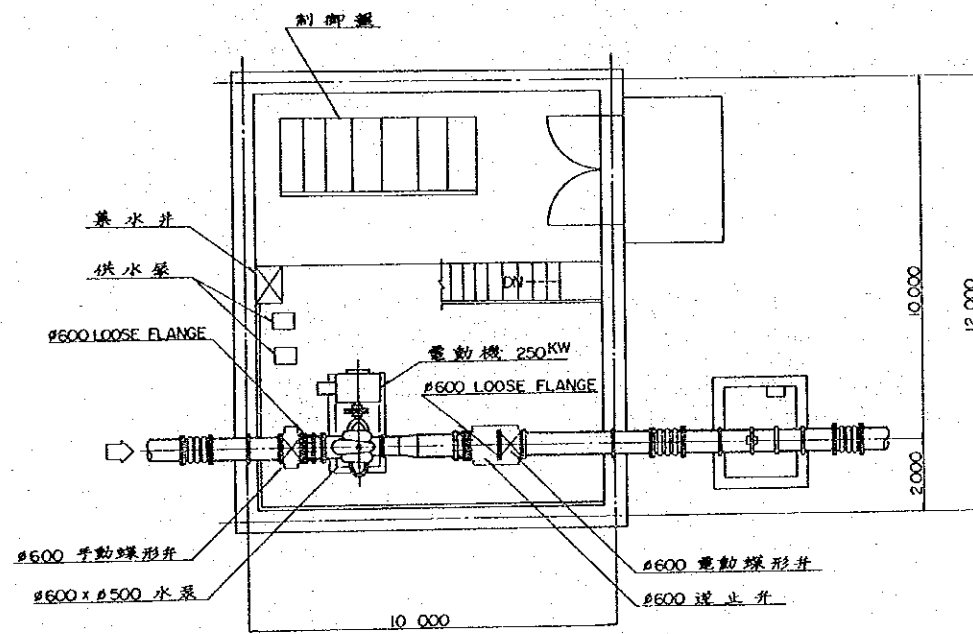 制御盤
集水井
供水泵
ø600 LOOSE FLANGE
DN
電動機 250KW
ø600 LOOSE FLANGE
10,000
12,000
2,000
ø600 手動蝶形弁
ø600 x ø500 水泵
ø600 電動蝶形弁
ø600 逆止弁
10 000